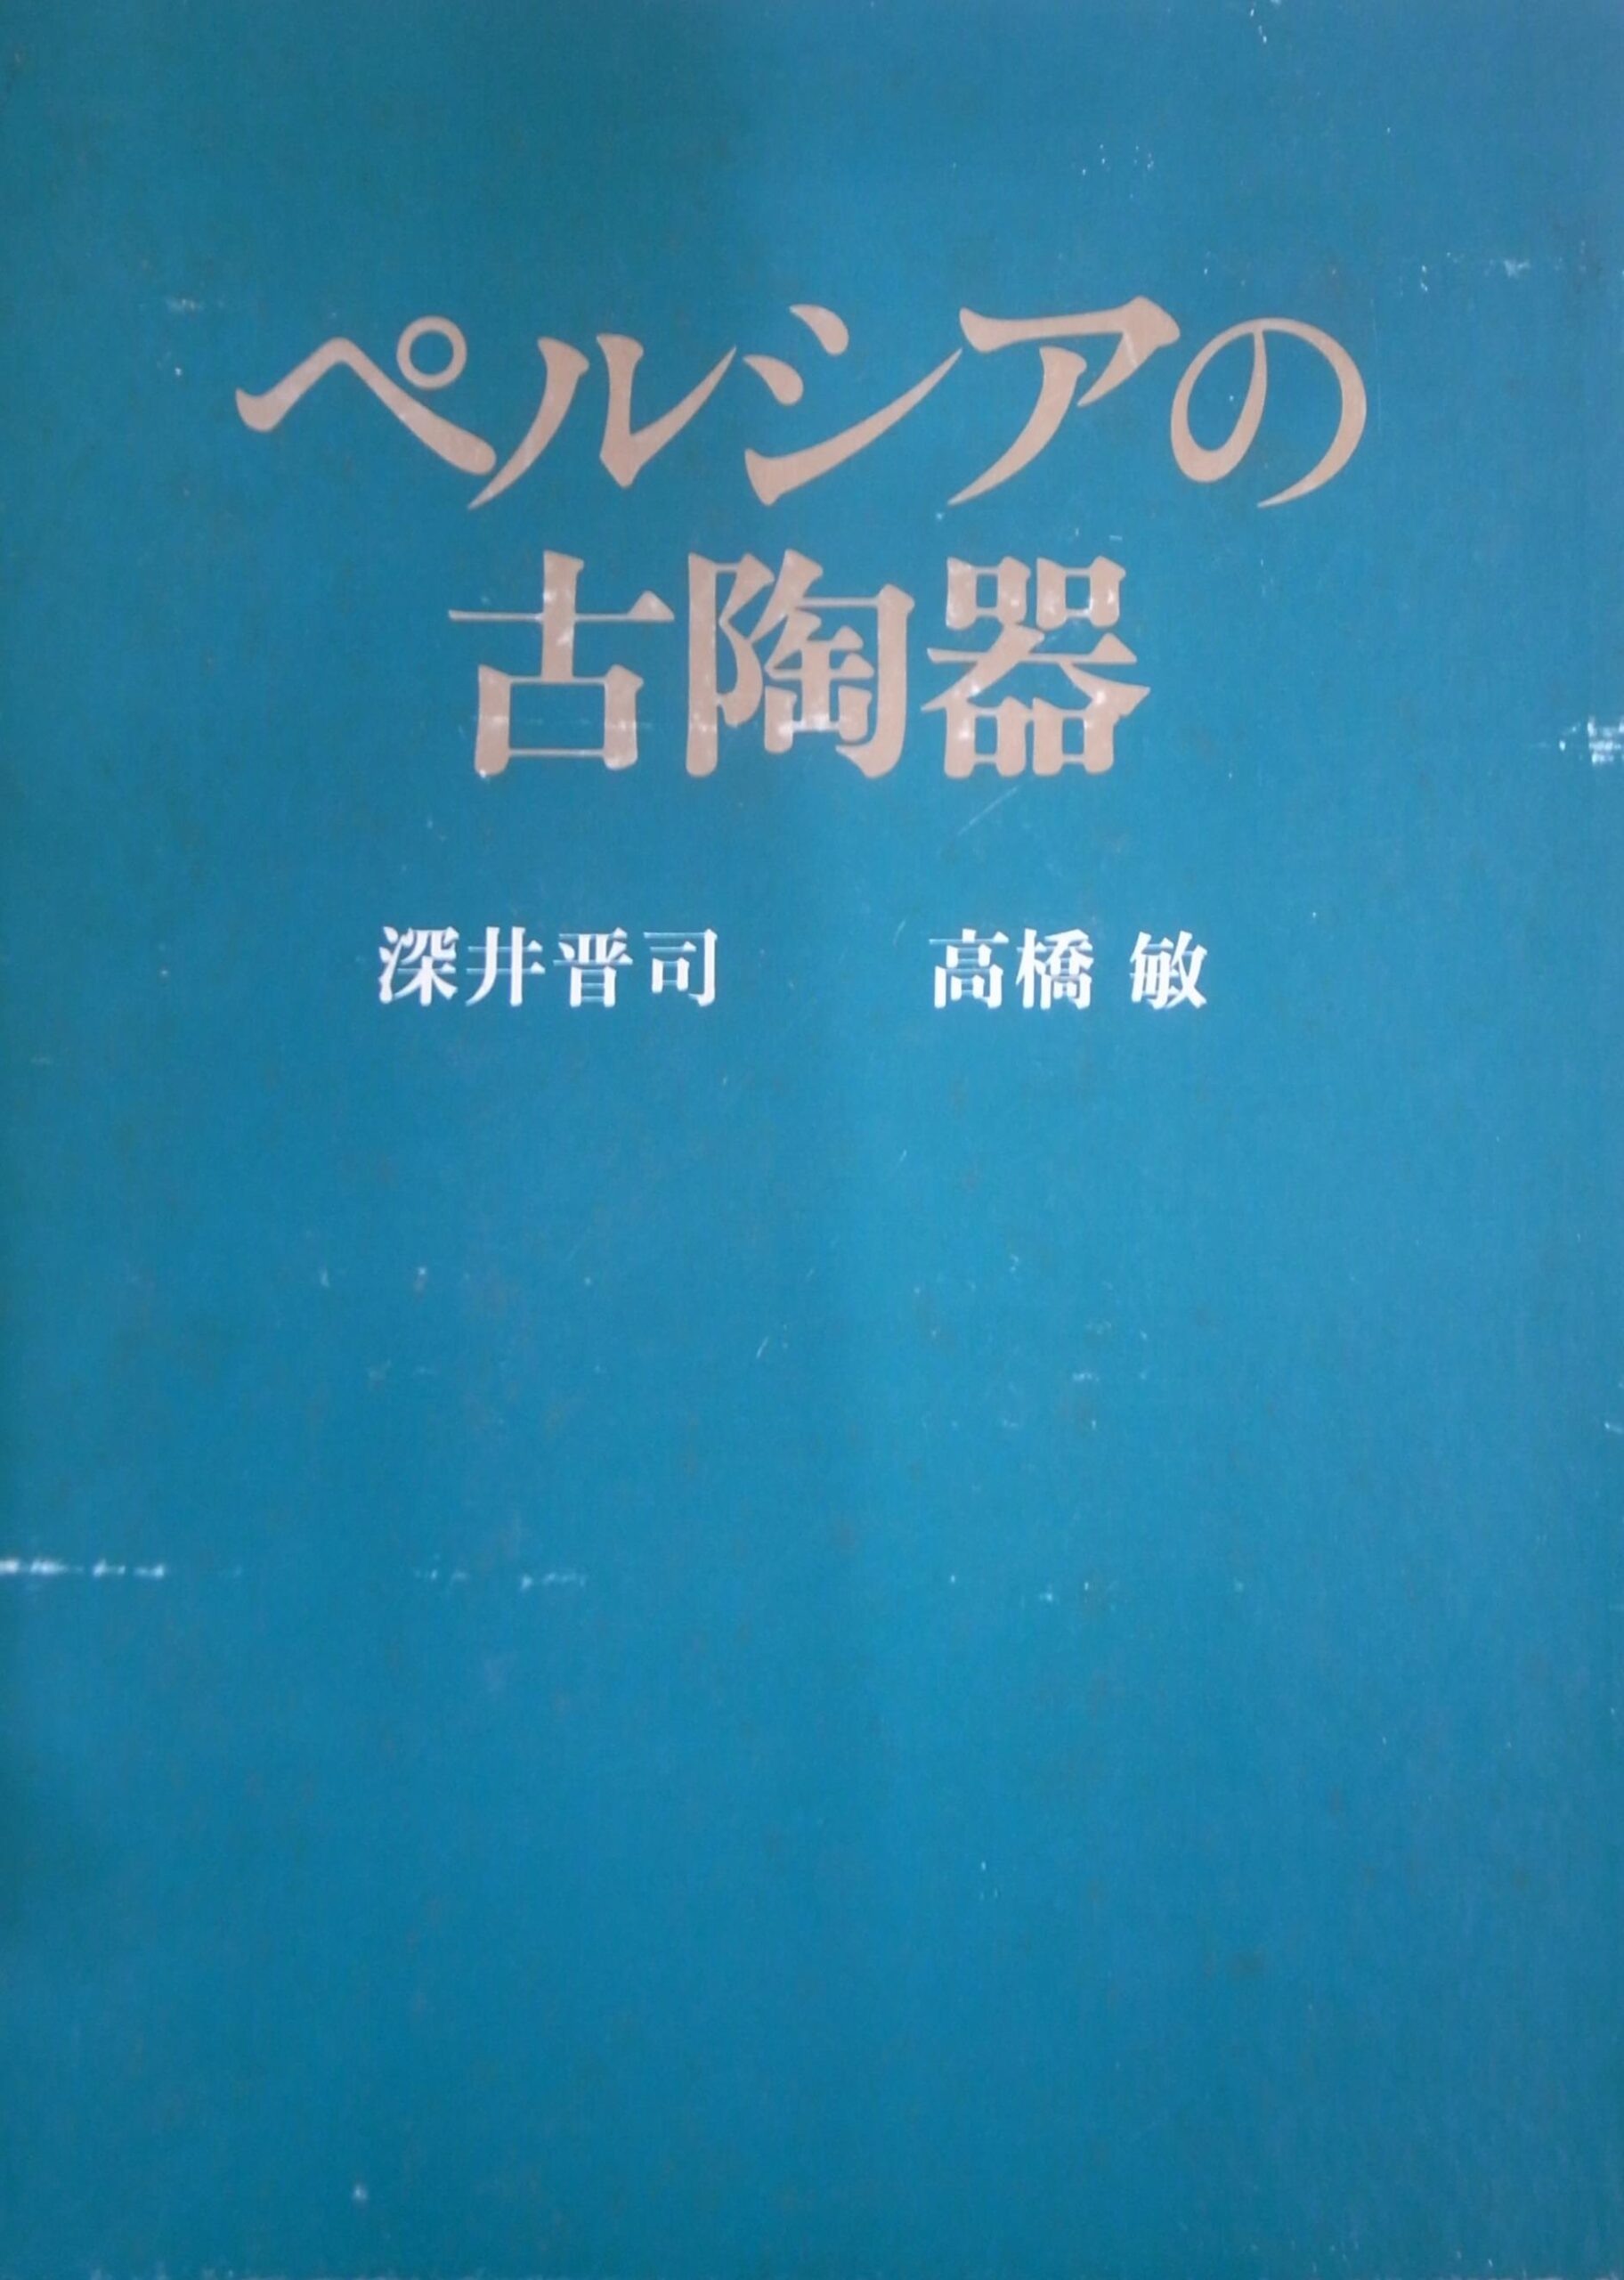 ペルシアの
古陶器
深井晋司 高橋 敏